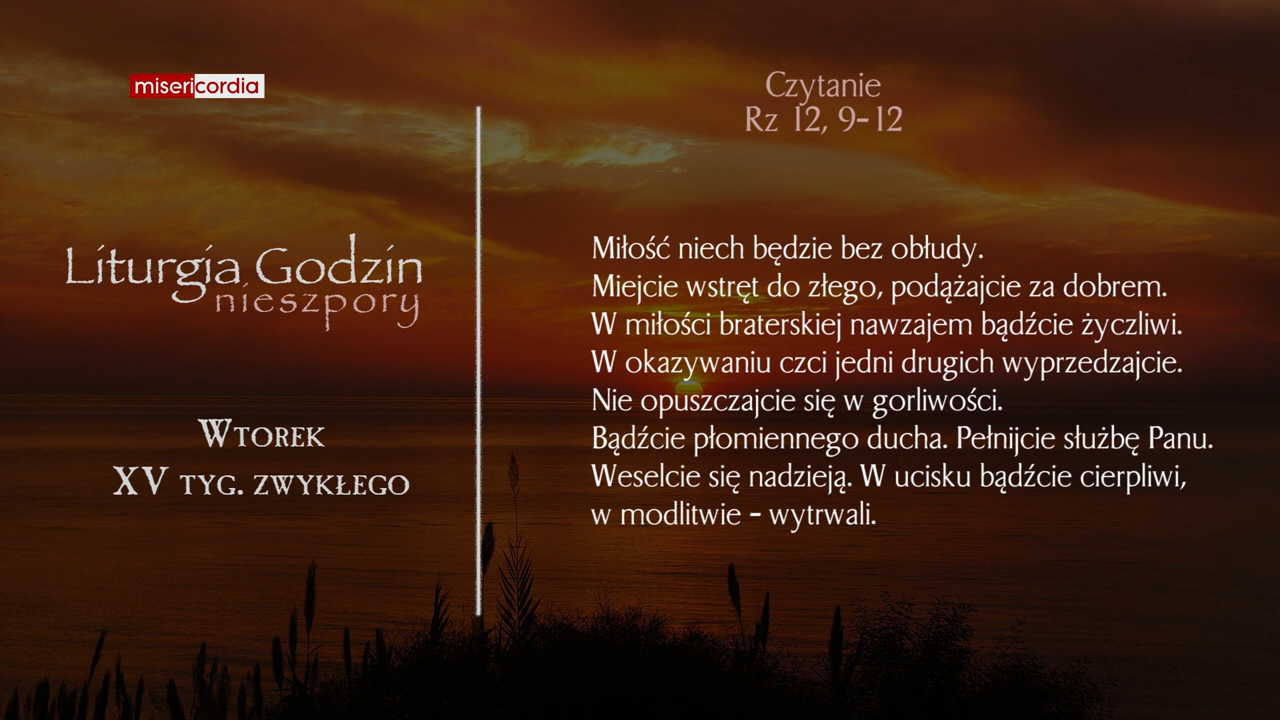 misericordia
Liturgia Godzin
nieszpory
Wtorek
XV tyg. zwykłego
Czytanie
Rz 12, 9-12
Miłość niech będzie bez obłudy.
Miejcie wstręt do złego, podążajcie za dobrem.
W miłości braterskiej nawzajem bądźcie życzliwi.
W okazywaniu czci jedni drugich wyprzedzajcie.
Nie opuszczajcie się w gorliwości.
Bądźcie płomiennego ducha. Pełnijcie służbę Panu.
Weselcie się nadzieją. W ucisku bądźcie cierpliwi,
w modlitwie - wytrwali.